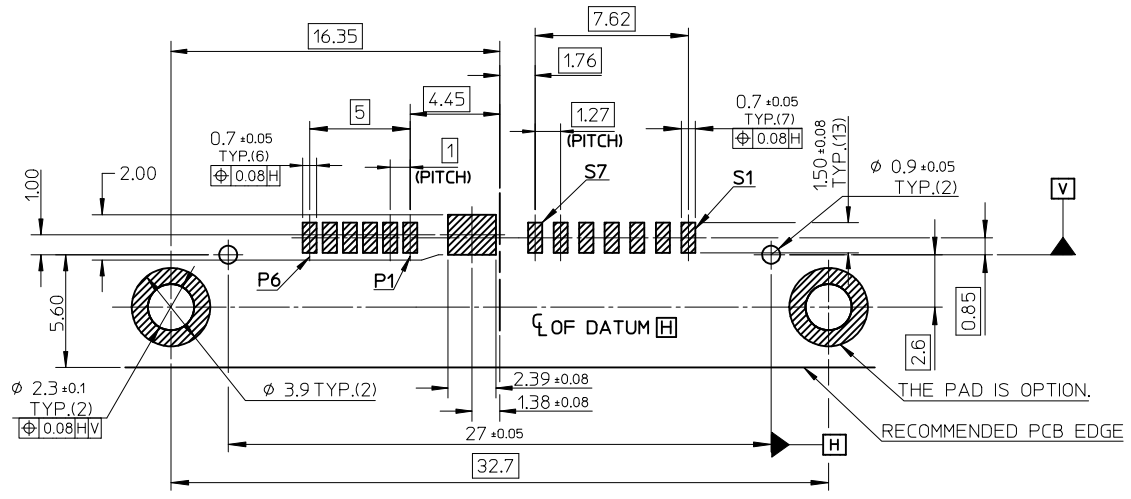 7.62
16.35
1.76
5
4.45
1.27
(PITCH)
0.7 ±0.05
TYP.(7)
⌖ 0.08 H
1.50 ±0.08
TYP.(13)
0.7 ±0.05
TYP.(6)
⌖ 0.08 H
1
(PITCH)
S7
S1
Ø 0.9 ±0.05
TYP.(2)
V
1.00
2.00
P6
P1
5.60
℄ OF DATUM H
0.85
2.6
Ø 2.3 ±0.1
TYP.(2)
⌖ 0.08 H V
Ø 3.9 TYP.(2)
2.39 ±0.08
1.38 ±0.08
THE PAD IS OPTION.
27 ±0.05
H
RECOMMENDED PCB EDGE
32.7